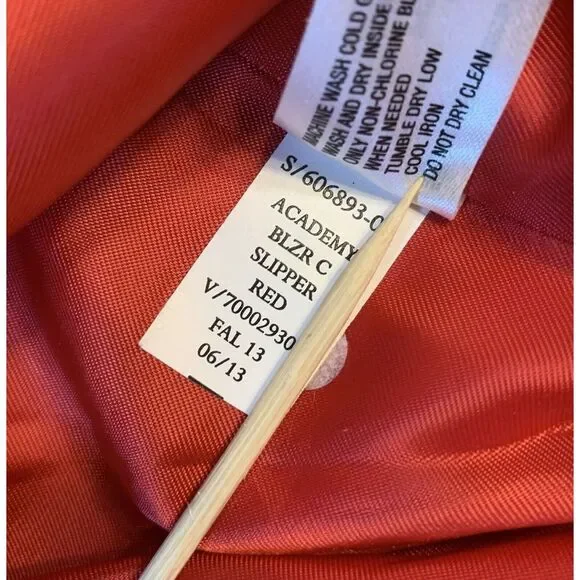 MACHINE WASH COLD
WASH AND DRY INSIDE
ONLY NON-CHLORINE
WHEN NEEDED
TUMBLE DRY LOW
COOL IRON
DO NOT DRY CLEAN
S/606893-0
ACADEMY
BLZR C
SLIPPER
RED
V/70002930
FAL 13
06/13